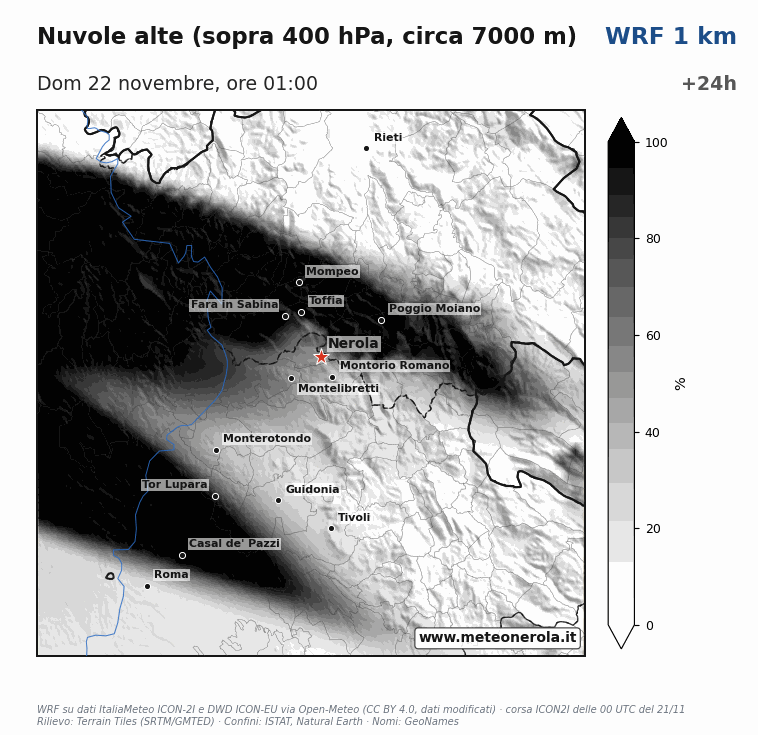 Nuvole alte (sopra 400 hPa, circa 7000 m)
WRF 1 km
Dom 22 novembre, ore 01:00
+24h
Rieti
Mompeo
Toffia
Fara in Sabina
Poggio Moiano
Nerola
Montorio Romano
Montelibretti
Monterotondo
Tor Lupara
Guidonia
Tivoli
Casal de' Pazzi
Roma
www.meteonerola.it
100
80
60
40
20
0
%
WRF su dati ItaliaMeteo ICON-2I e DWD ICON-EU via Open-Meteo (CC BY 4.0, dati modificati) · corsa ICON2I delle 00 UTC del 21/11
Rilievo: Terrain Tiles (SRTM/GMTED) · Confini: ISTAT, Natural Earth · Nomi: GeoNames